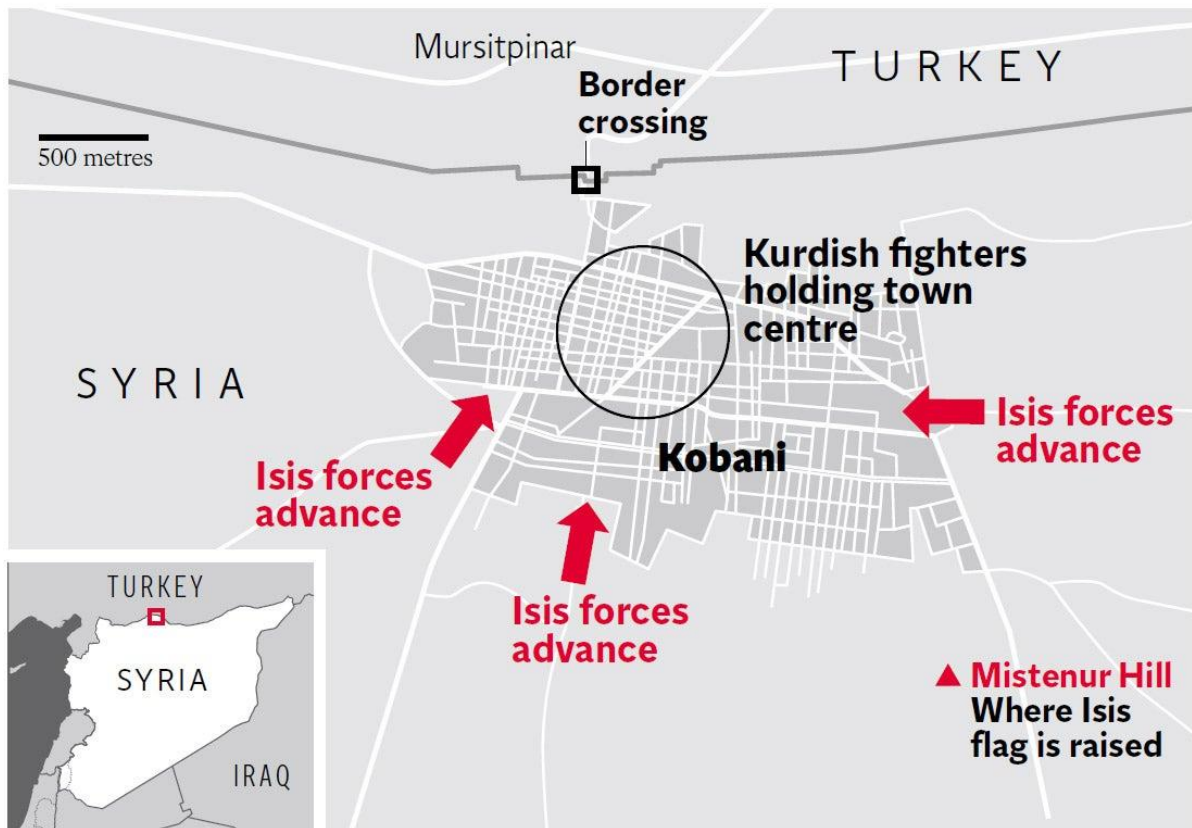 Mursitpinar
TURKEY
Border
crossing
500 metres
Kurdish fighters
holding town
centre
SYRIA
Isis forces
advance
Kobani
Isis forces
advance
Isis forces
advance
Mistenur Hill
Where Isis
flag is raised
TURKEY
SYRIA
IRAQ